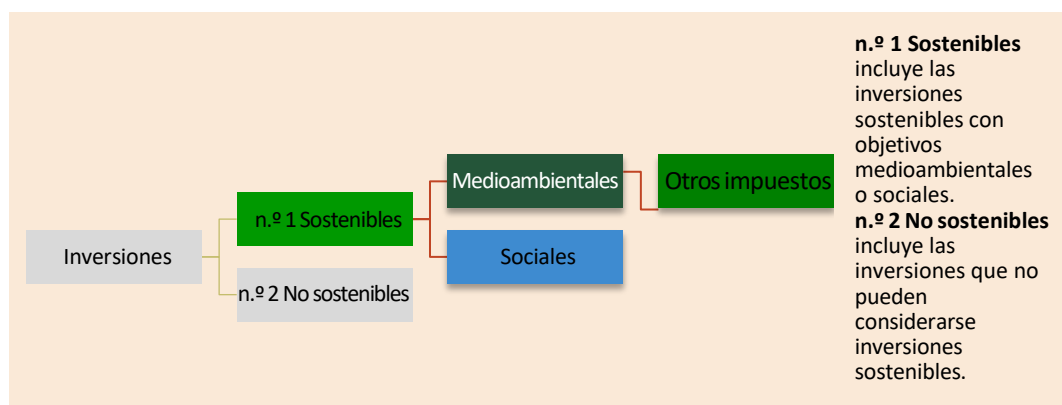 Inversiones
n.º 1 Sostenibles
n.º 2 No sostenibles
Medioambientales
Sociales
Otros impuestos
n.º 1 Sostenibles
incluye las
inversiones
sostenibles con
objetivos
medioambientales
o sociales.
n.º 2 No sostenibles
incluye las
inversiones que no
pueden
considerarse
inversiones
sostenibles.